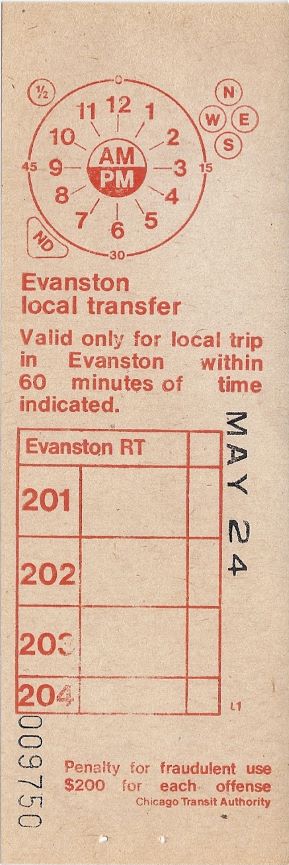 ½
0
N
W E
S
12
11 1
10 2
AM
45 9 3 15
PM
8 4
7 5
6
ND
30
Evanston
local transfer
Valid only for local trip
in Evanston within
60 minutes of time
indicated.
Evanston RT
MAY 24
201
202
203
204
L1
009750
Penalty for fraudulent use
$200 for each offense
Chicago Transit Authority